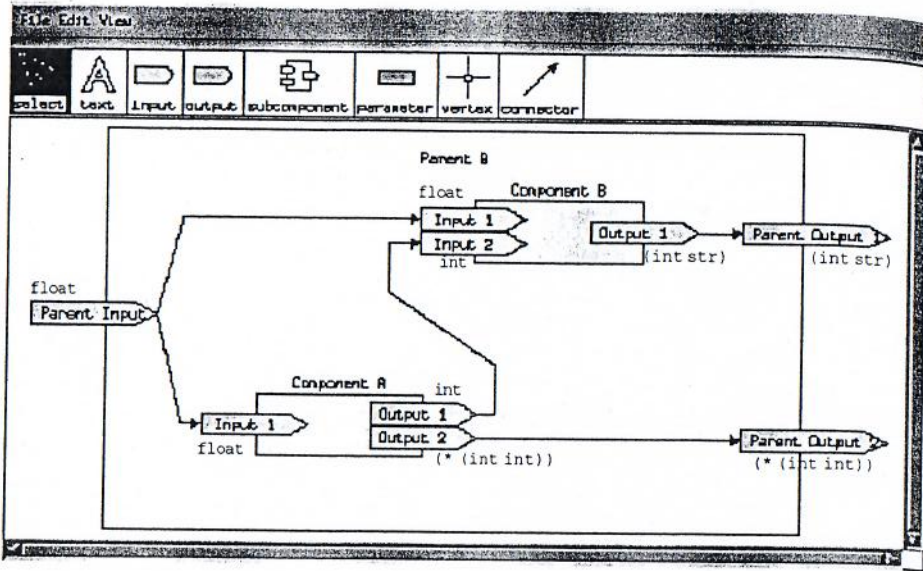 File Edit View
select text input output subcomponent parameter vertex connector
Parent B
float Component B
Input 1
Input 2
int
Output 1
(int str)
Parent Output 1
(int str)
float
Parent Input
Component A
int
Input 1
float
Output 1
Output 2
(* (int int))
Parent Output 2
(* (int int))